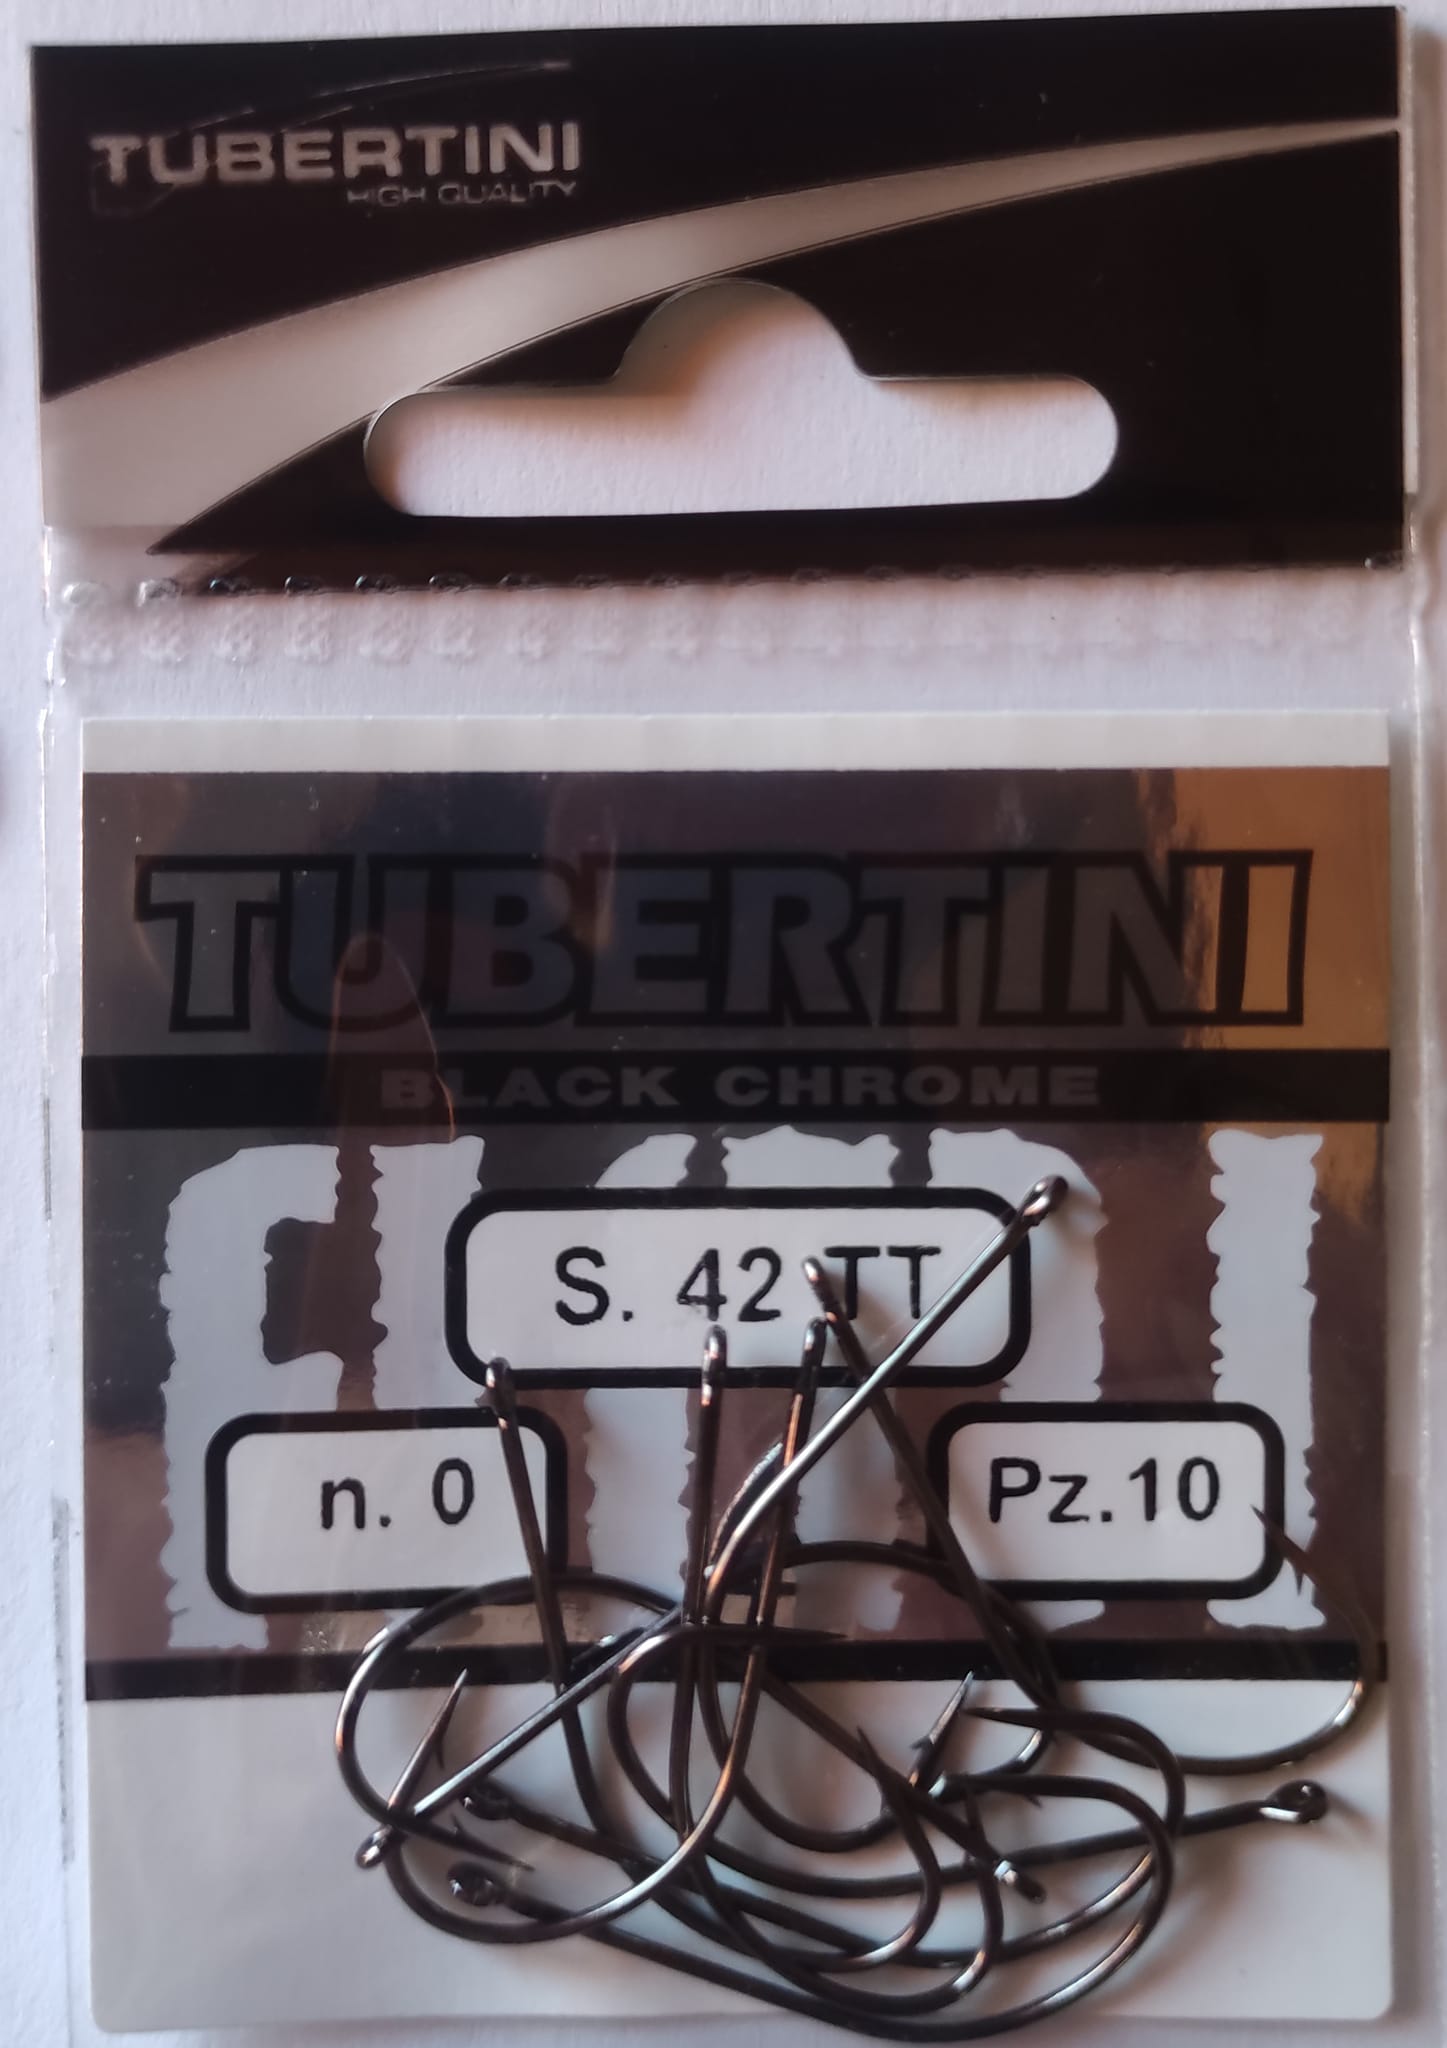 TUBERTINI
HIGH QUALITY
TUBERTINI
BLACK CHROME
S. 42 TT
n. 0
Pz.10